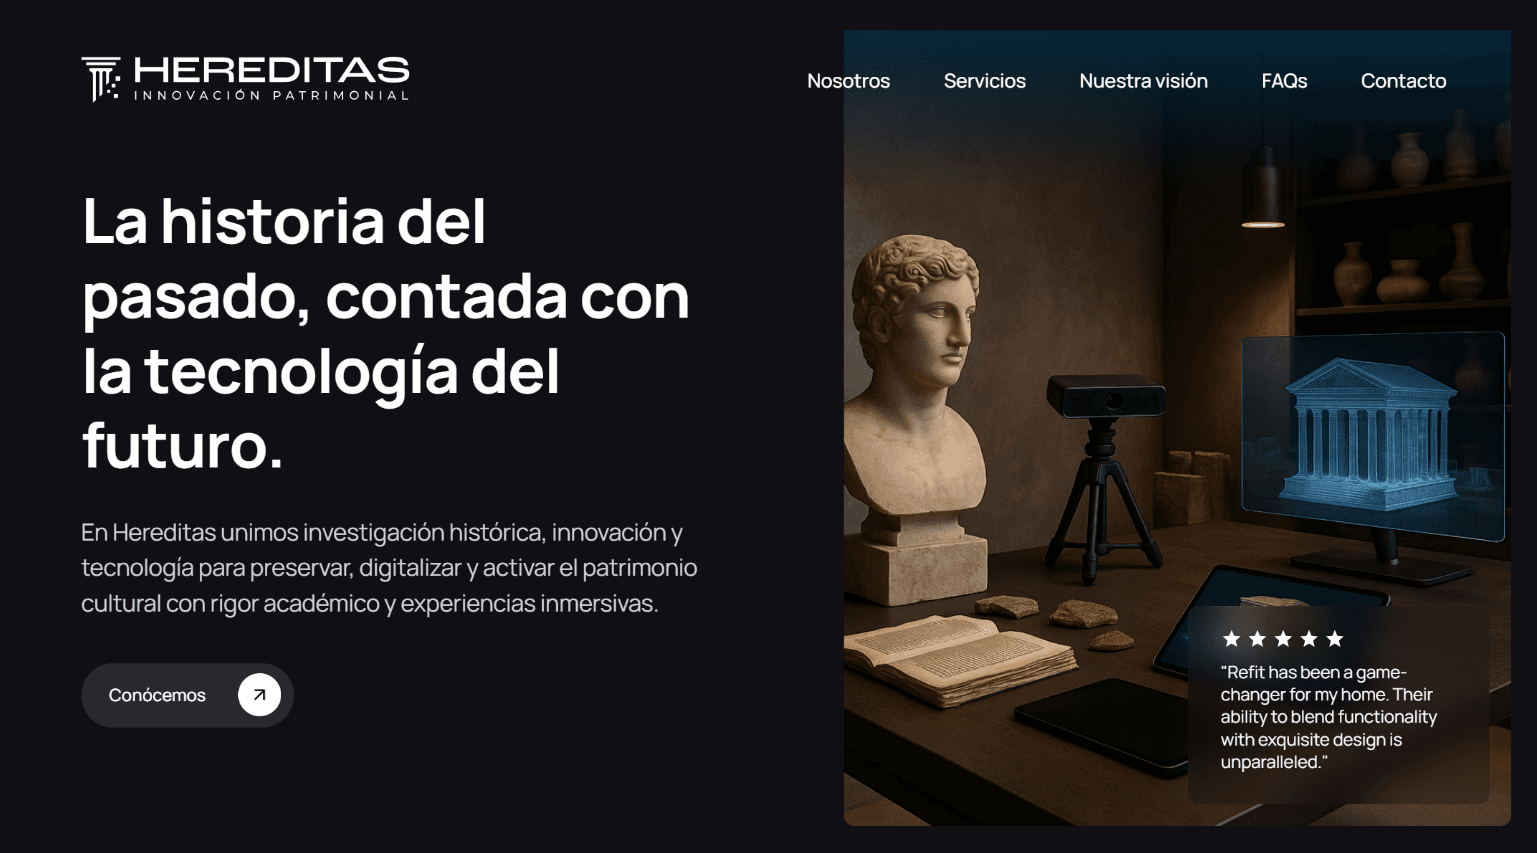 HEREDITAS
INNOVACIÓN PATRIMONIAL
Nosotros
Servicios
Nuestra visión
FAQs
Contacto
La historia del
pasado, contada con
la tecnología del
futuro.
En Hereditas unimos investigación histórica, innovación y
tecnología para preservar, digitalizar y activar el patrimonio
cultural con rigor académico y experiencias inmersivas.
Conócemos
"Refit has been a game-
changer for my home. Their
ability to blend functionality
with exquisite design is
unparalleled."